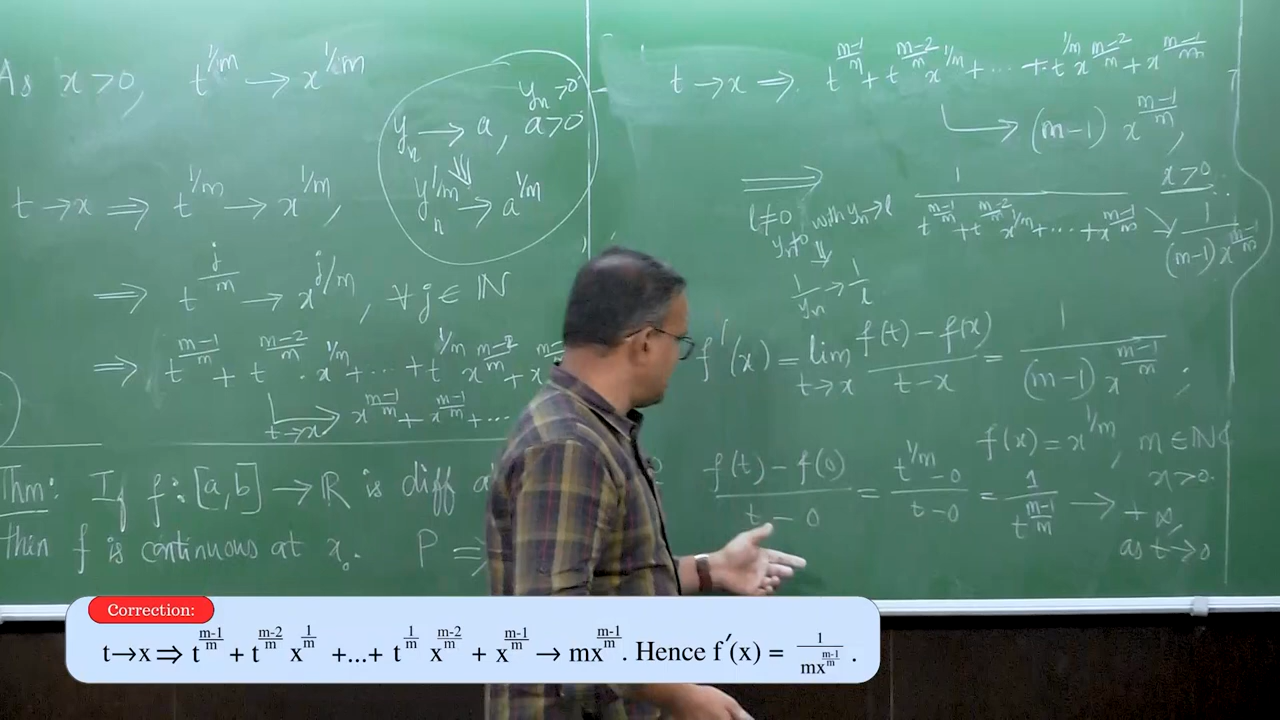 As x>0, t^{1/m} → x^{1/m}
y_n → a, y_n>0 a>0
⇓
y_n^{1/m} → a^{1/m}
t→x ⇒ t^{1/m} → x^{1/m},
⇒ t^{j/m} → x^{j/m}, ∀ j ∈ ℕ
⇒ t^{m-1/m} + t^{m-2/m} · x^{1/m} + ... + t^{1/m} x^{m-2/m} + x
t→x → x^{m-1/m} + x^{m-1/m} + ...
Thm: If f: [a,b] → ℝ is diff a
then f is continuous at x_0. P ⇒
t→x ⇒ t^{m-1/m} + t^{m-2/m} x^{1/m} + ... + t^{1/m} x^{m-2/m} + x^{m-1/m}
→ (m-1) x^{m-1/m},
x>0
⇒ 1/(t^{m-1/m} + t^{m-2/m} x^{1/m} + ... + x^{m-1/m}) → 1/((m-1) x^{m-1/m})
l≠0 with y_n→l
y_n≠0 ⇓
1/y_n → 1/l
f'(x) = lim_{t→x} (f(t) - f(x))/(t-x) = 1/((m-1) x^{m-1/m}) ;
f(x) = x^{1/m}, m ∈ ℕ
x>0.
(f(t) - f(0))/(t-0) = (t^{1/m} - 0)/(t-0) = 1/t^{m-1/m} → +∞,
as t→0
Correction:
t→x ⇒ t^{m-1/m} + t^{m-2/m} x^{1/m} +...+ t^{1/m} x^{m-2/m} + x^{m-1/m} → mx^{m-1/m}. Hence f′(x) = 1/mx^{m-1/m}.